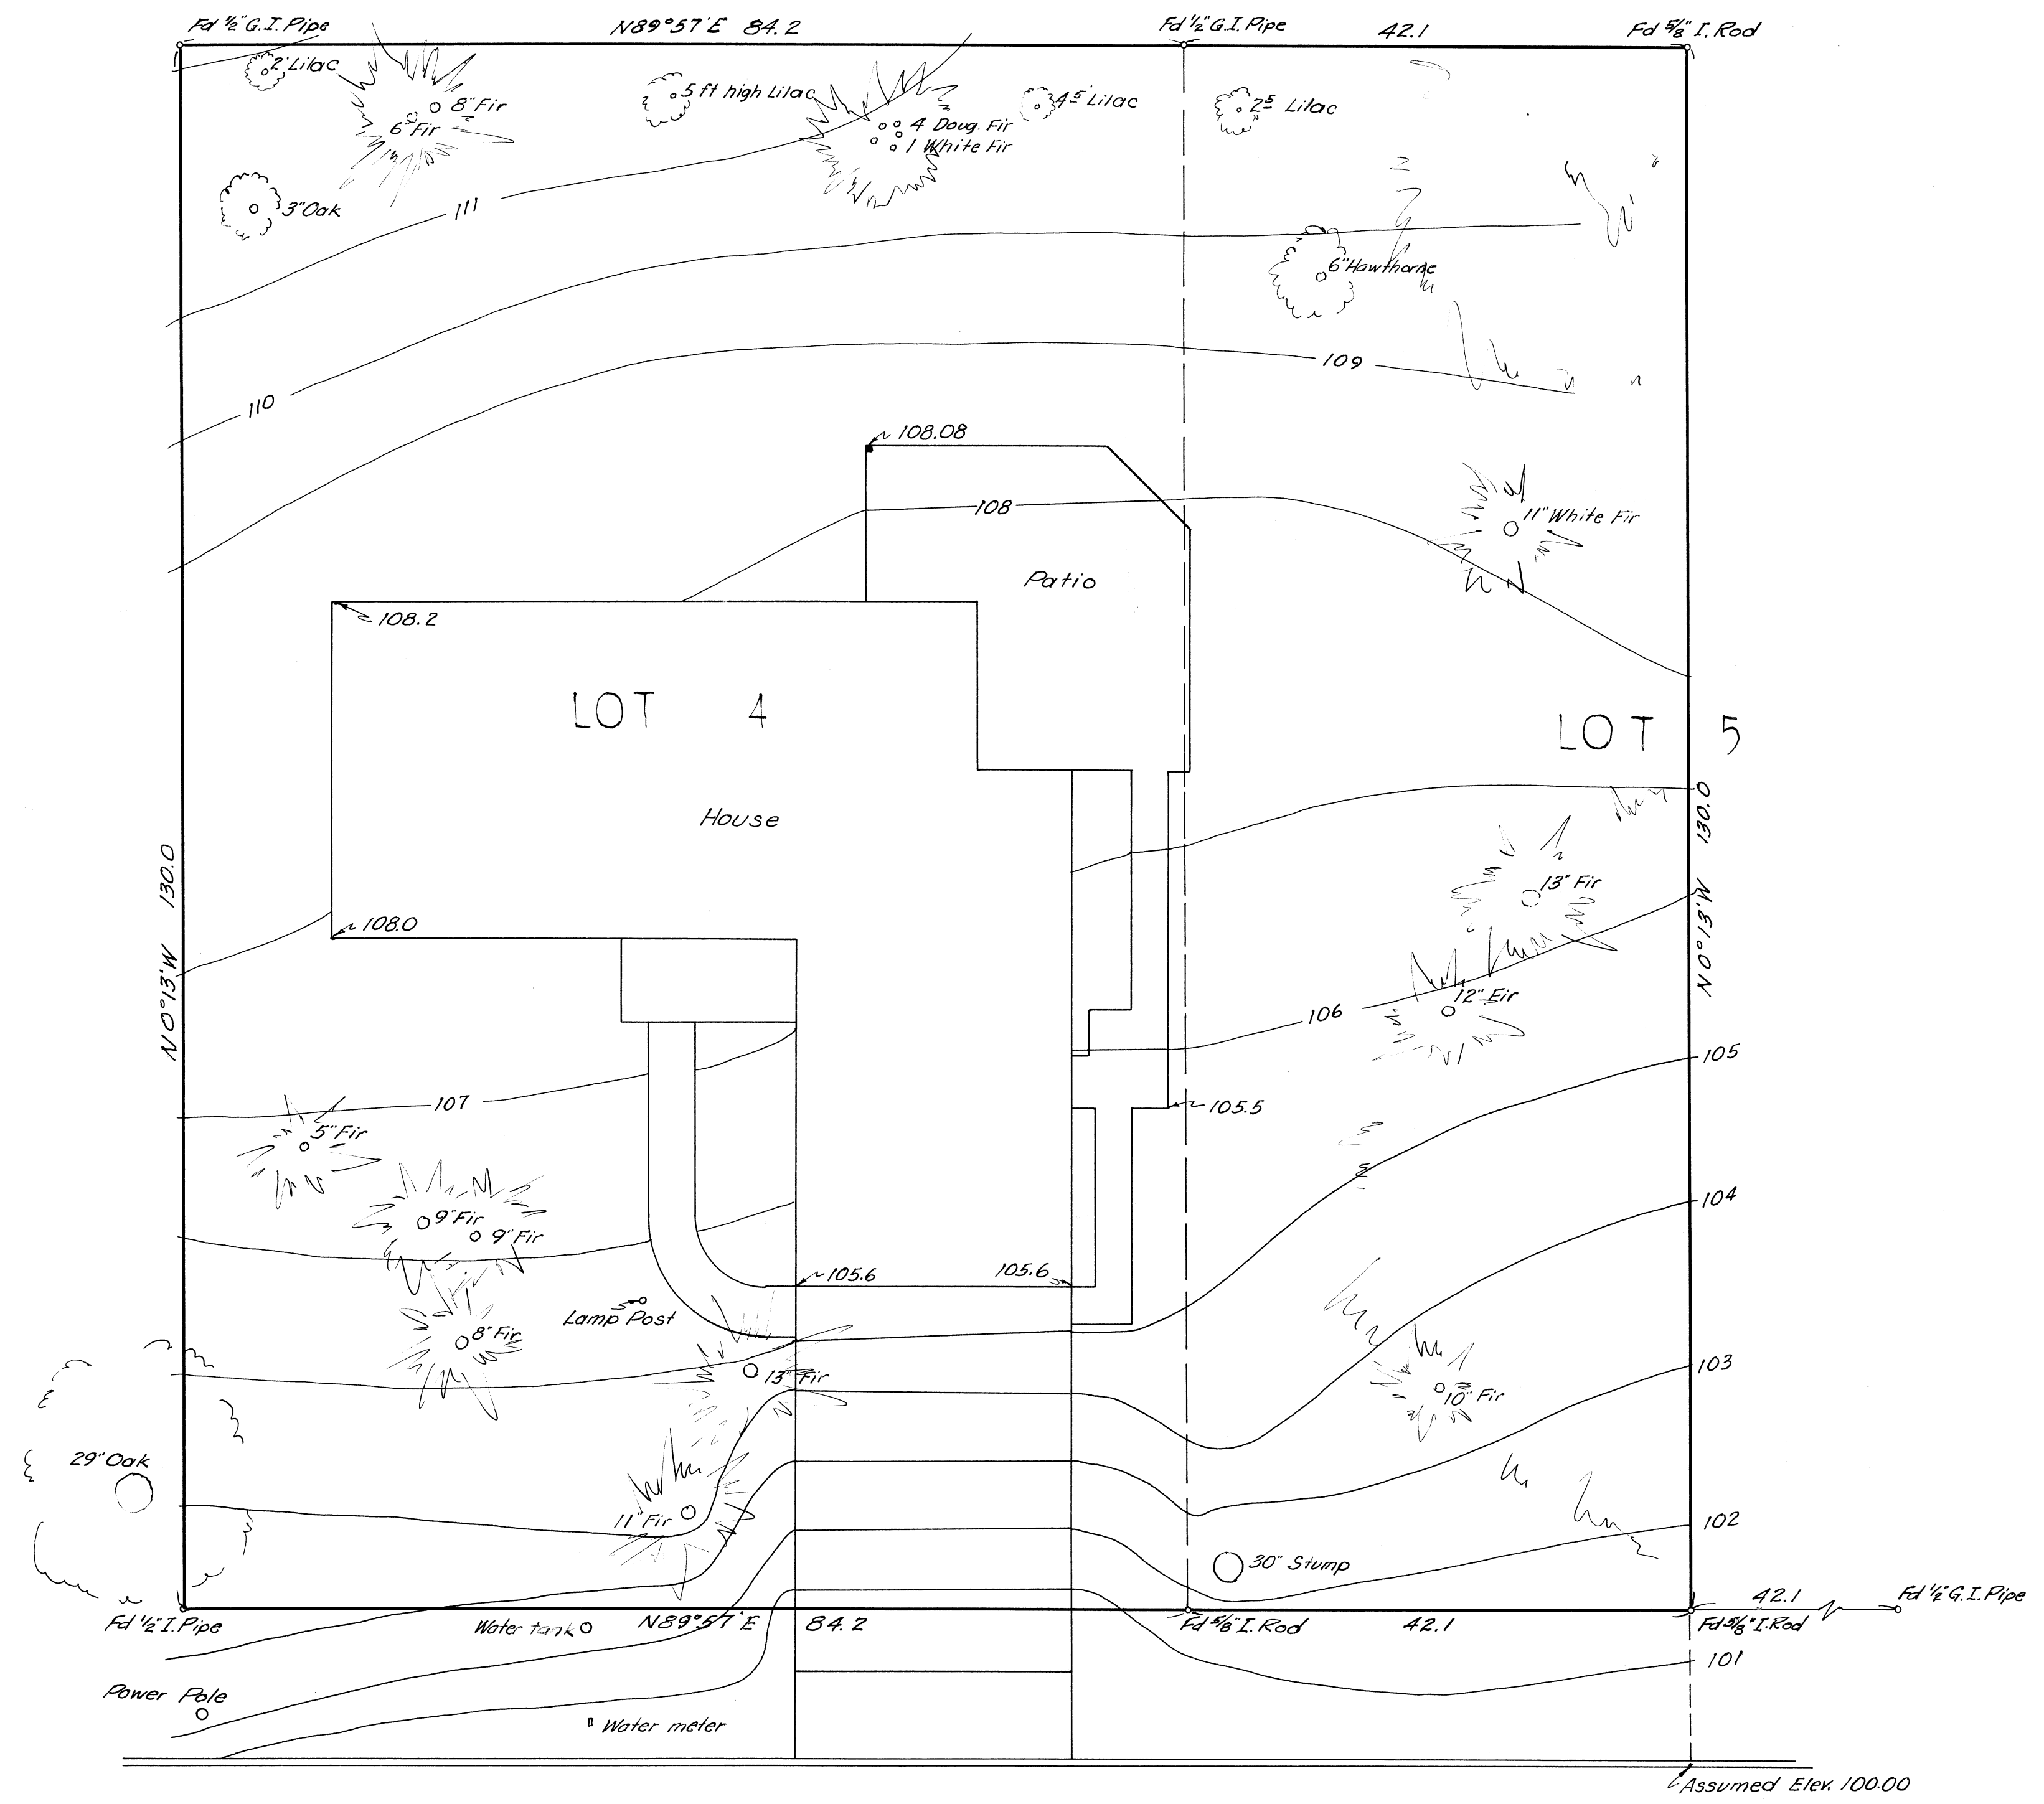 Fd ½" G.I. Pipe
N89°57'E 84.2
Fd ½" G.I. Pipe
42.1
Fd 5/8" I. Rod
2' Lilac
8" Fir
6" Fir
5 ft high Lilac
4 Doug. Fir
1 White Fir
4⁵' Lilac
2⁵ Lilac
3" Oak
111
6" Hawthorne
109
110
108.08
108
11" White Fir
Patio
108.2
LOT 4
LOT 5
House
N0°13'W 130.0
N0°13'W 130.0
13" Fir
108.0
12" Fir
106
105
107
105.5
5" Fir
104
9" Fir
9" Fir
105.6
105.6
Lamp Post
8" Fir
13" Fir
103
10" Fir
29" Oak
11" Fir
102
30" Stump
42.1
Fd ½" G.I. Pipe
Fd ½" I. Pipe
Water tank
N89°57'E 84.2
Fd 5/8" I. Rod
42.1
Fd 5/8" I. Rod
101
Power Pole
Water meter
Assumed Elev. 100.00